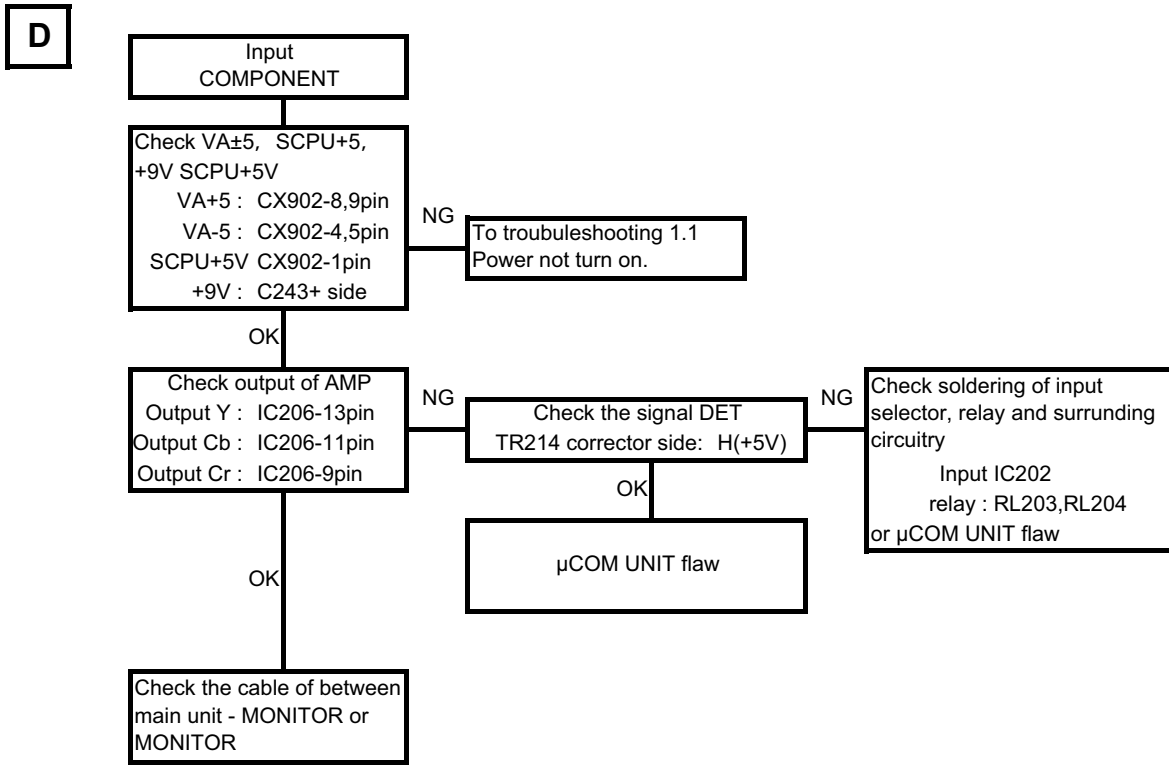 D
Input
COMPONENT
Check VA±5, SCPU+5,
+9V SCPU+5V
VA+5 : CX902-8,9pin
VA-5 : CX902-4,5pin
SCPU+5V CX902-1pin
+9V : C243+ side
NG
To troubuleshooting 1.1
Power not turn on.
OK
Check output of AMP
Output Y : IC206-13pin
Output Cb : IC206-11pin
Output Cr : IC206-9pin
NG
Check the signal DET
TR214 corrector side: H(+5V)
NG
Check soldering of input
selector, relay and surrunding
circuitry
Input IC202
relay : RL203,RL204
or µCOM UNIT flaw
OK
µCOM UNIT flaw
OK
Check the cable of between
main unit - MONITOR or
MONITOR